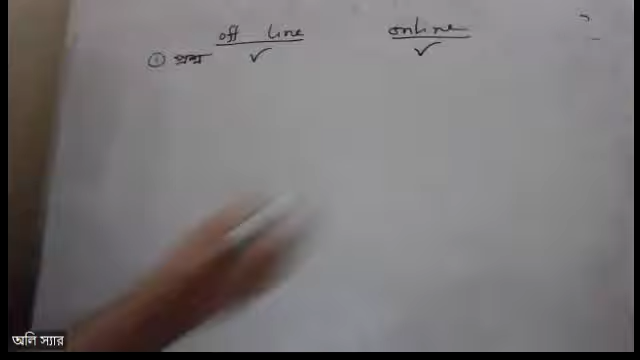 off line online
① প্রশ্ন ✓ ✓
অলি স্যার